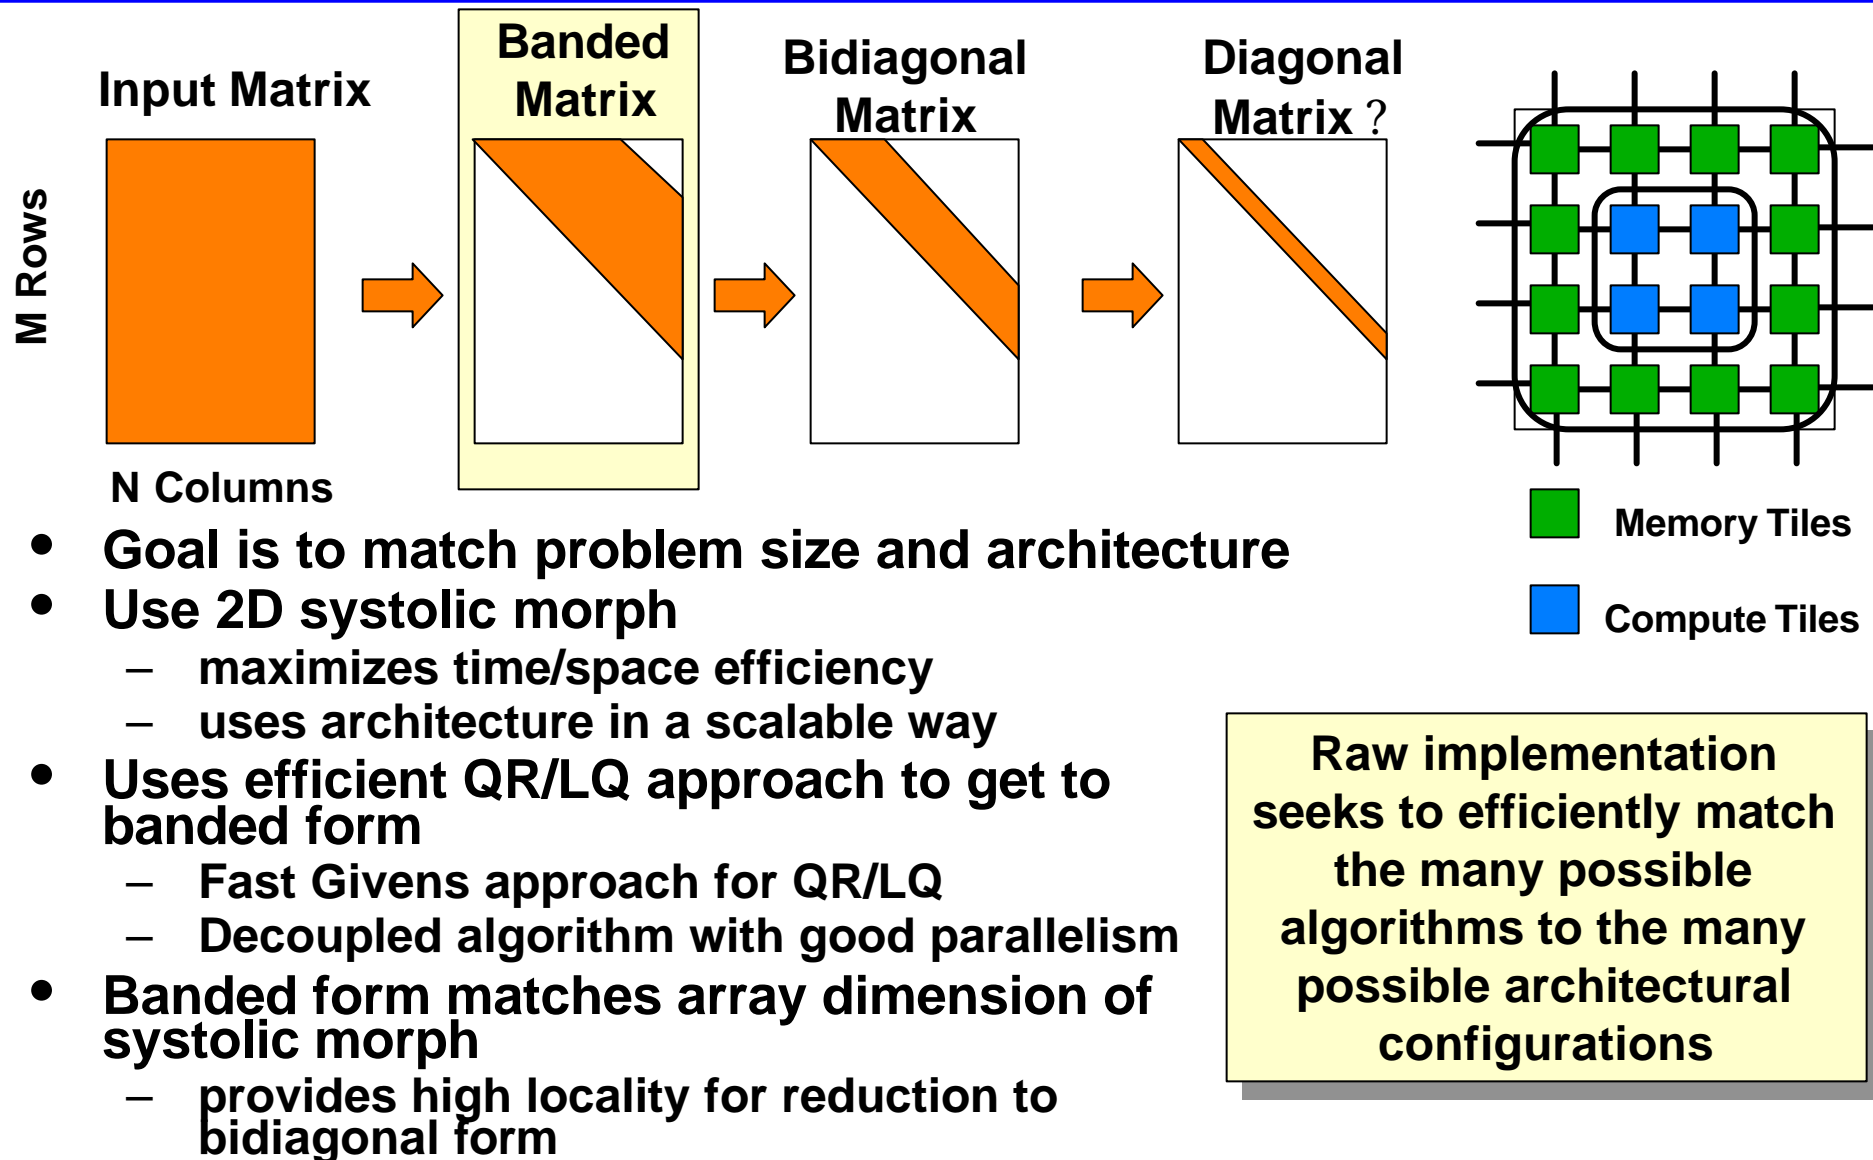 Input Matrix
Banded
Matrix
Bidiagonal
Matrix
Diagonal
Matrix ?
M Rows
N Columns
Memory Tiles
Compute Tiles
• Goal is to match problem size and architecture
• Use 2D systolic morph
– maximizes time/space efficiency
– uses architecture in a scalable way
• Uses efficient QR/LQ approach to get to
banded form
– Fast Givens approach for QR/LQ
– Decoupled algorithm with good parallelism
• Banded form matches array dimension of
systolic morph
– provides high locality for reduction to
bidiagonal form
Raw implementation
seeks to efficiently match
the many possible
algorithms to the many
possible architectural
configurations